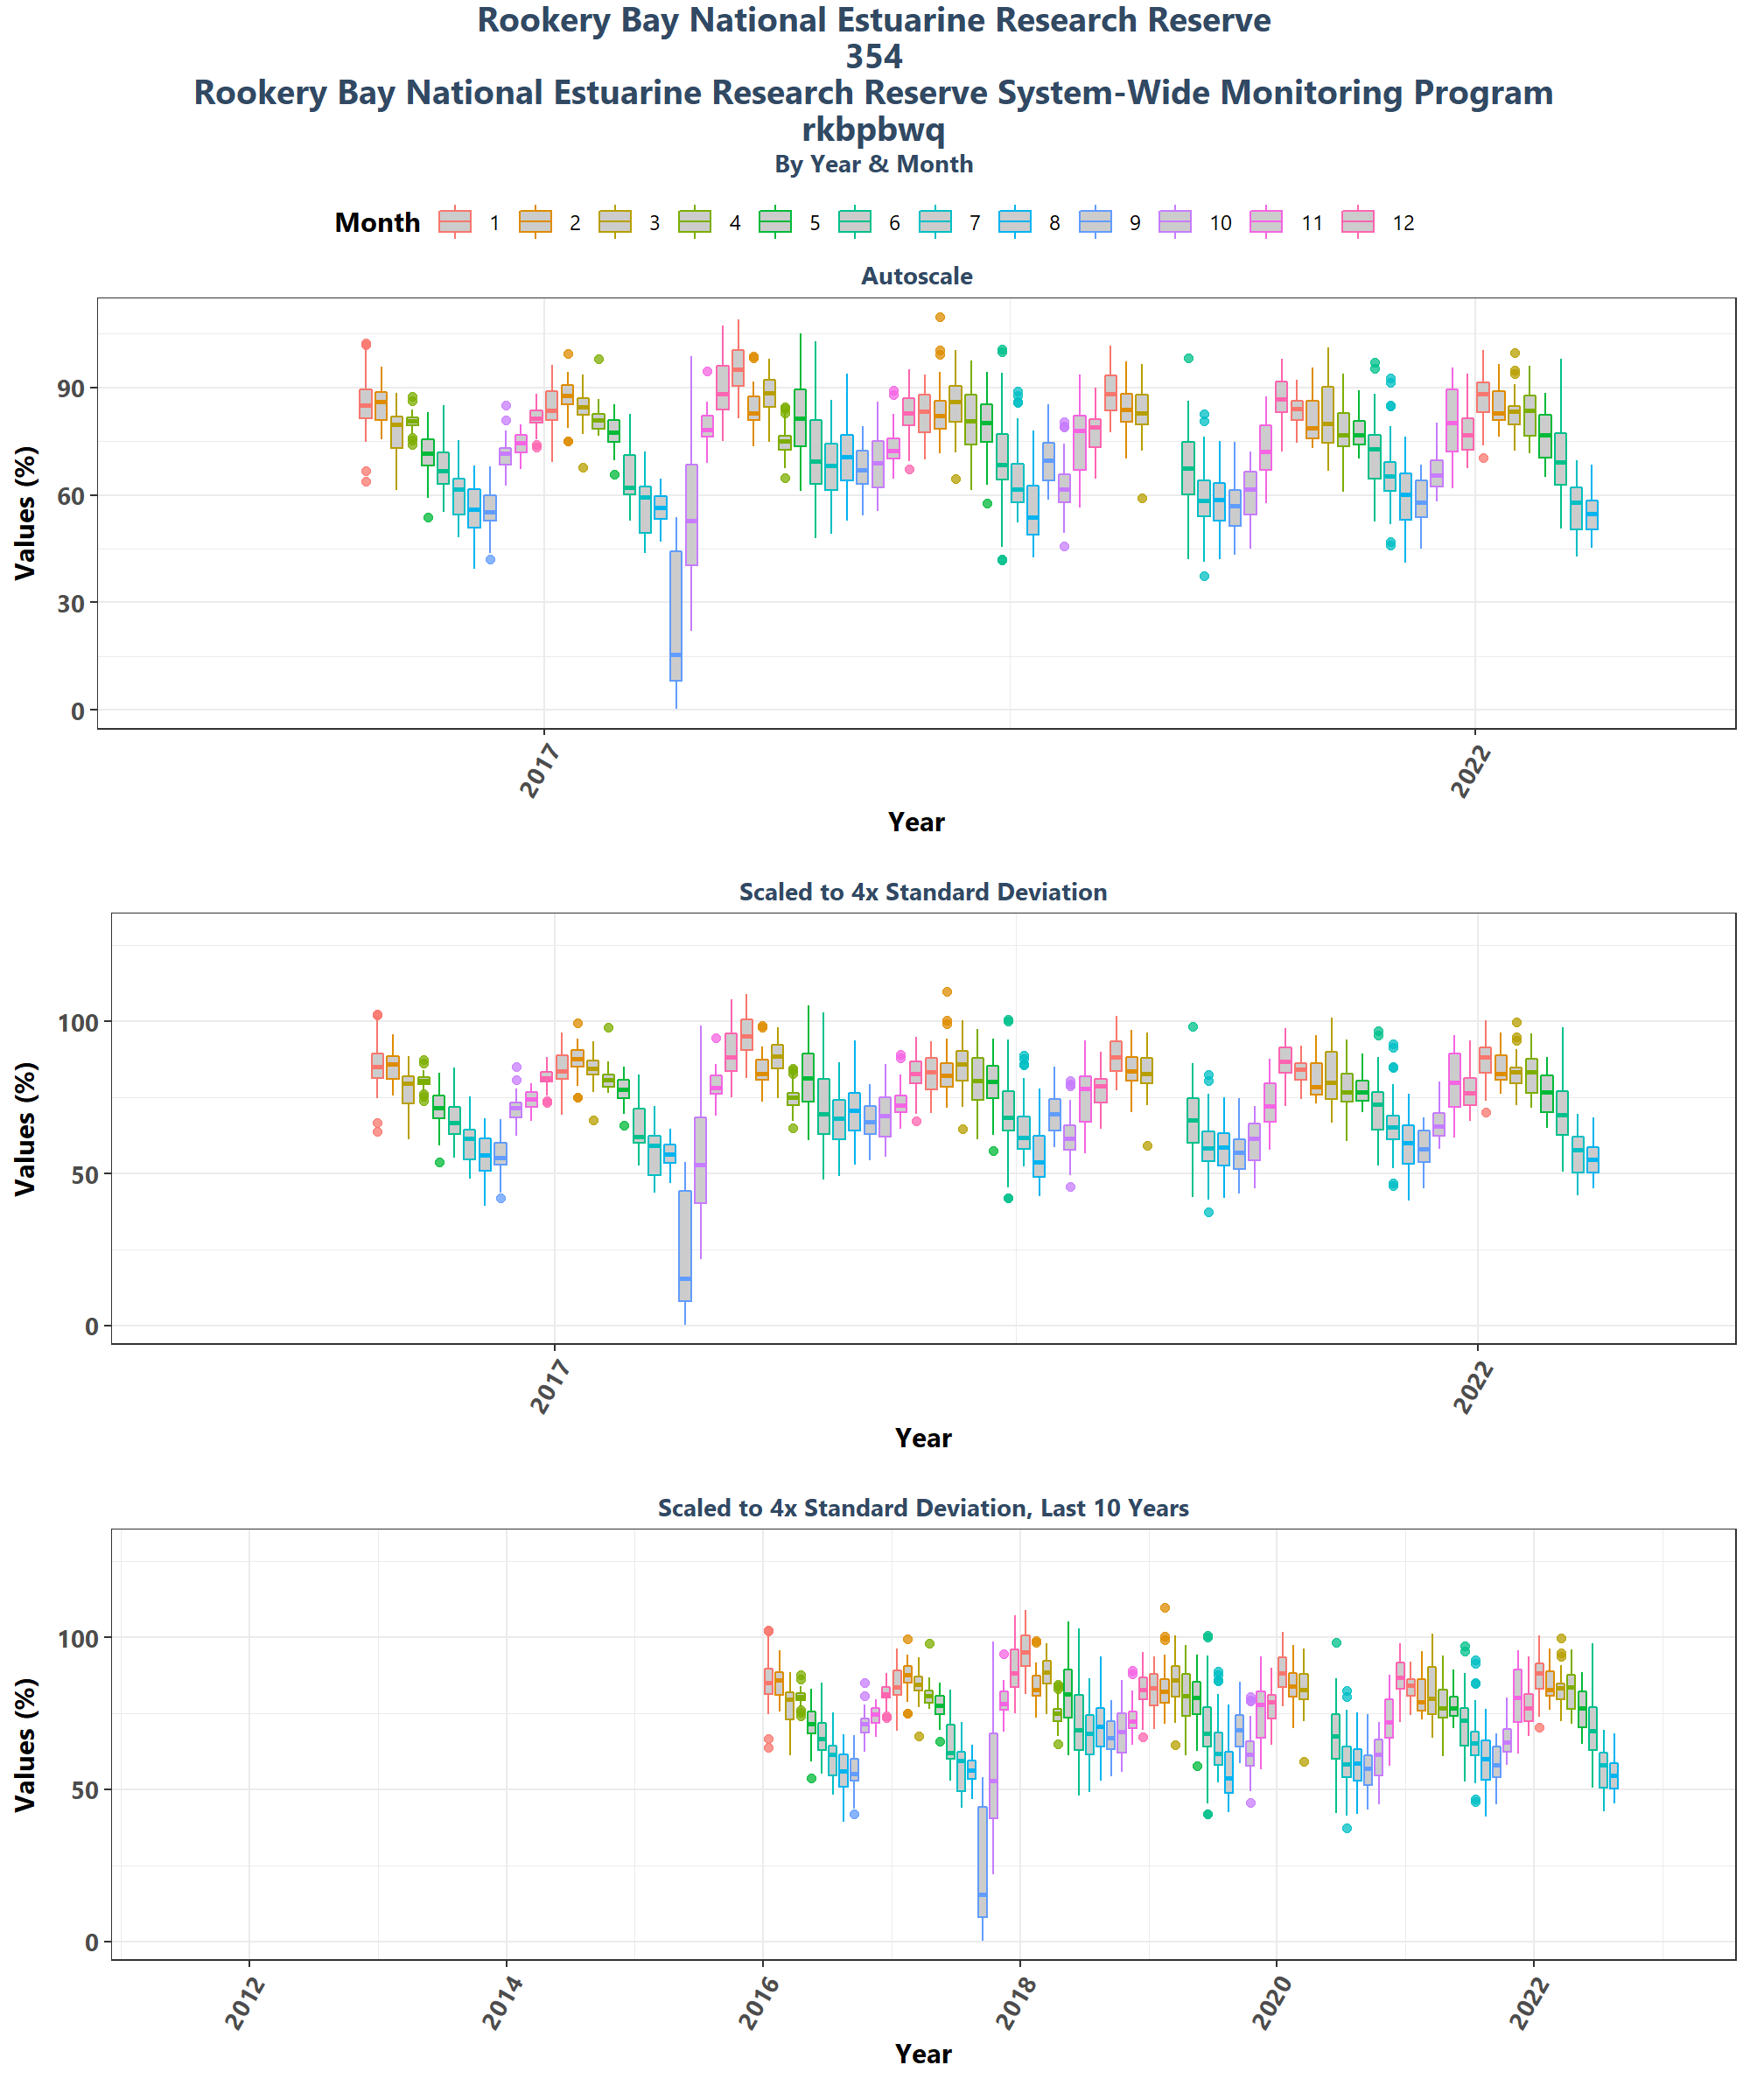 Rookery Bay National Estuarine Research Reserve
354
Rookery Bay National Estuarine Research Reserve System-Wide Monitoring Program
rkbpbwq
By Year & Month
Month 1 2 3 4 5 6 7 8 9 10 11 12
Autoscale
Values (%)
90
60
30
0
2017 2022
Year
Scaled to 4x Standard Deviation
Values (%)
100
50
0
2017 2022
Year
Scaled to 4x Standard Deviation, Last 10 Years
Values (%)
100
50
0
2012 2014 2016 2018 2020 2022
Year